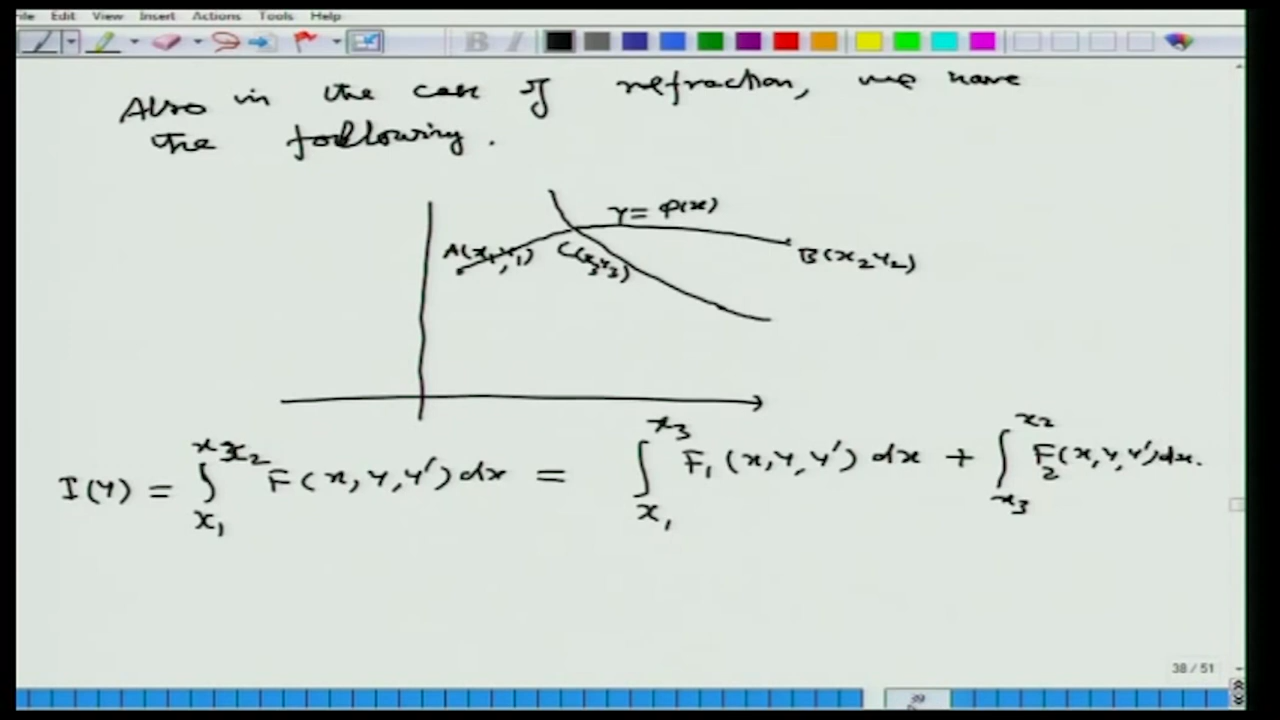 File Edit View Insert Actions Tools Help
Also in the case of refraction, we have
the following.
y = φ(x)
A(x₁, y₁)
C(x₃ y₃)
B(x₂ y₂)
I(y) = ∫_{x₁}^{x₂} F(x, y, y′) dx = ∫_{x₁}^{x₃} F₁(x, y, y′) dx + ∫_{x₃}^{x₂} F₂(x, y, y′) dx.
38 / 51
39